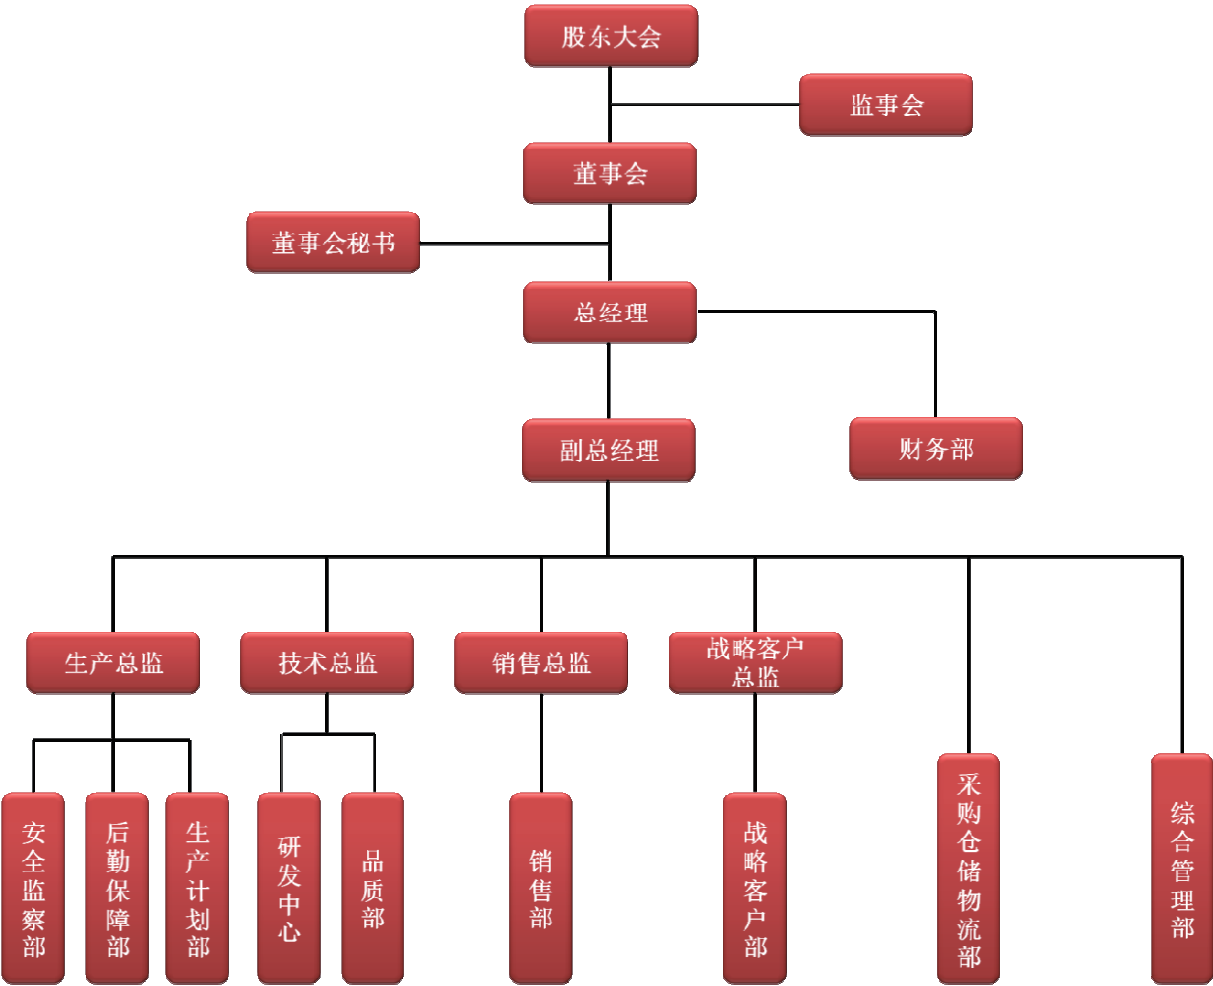 股东大会
监事会
董事会
董事会秘书
总经理
副总经理
财务部
生产总监
技术总监
销售总监
战略客户
总监
安全监察部
后勤保障部
生产计划部
研发中心
品质部
销售部
战略客户部
采购仓储物流部
综合管理部